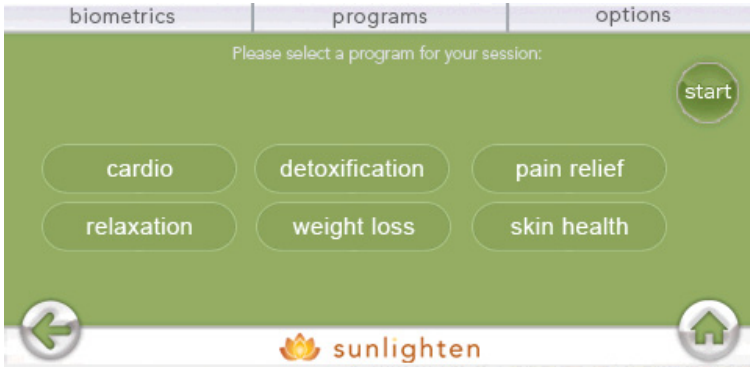 biometrics programs options
Please select a program for your session:
start
cardio detoxification pain relief
relaxation weight loss skin health
sunlighten